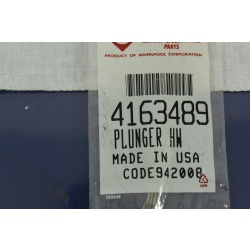 PARTS
PRODUCT OF WHIRLPOOL CORPORATION
4163489
PLUNGER HW
MADE IN USA
CODE942008